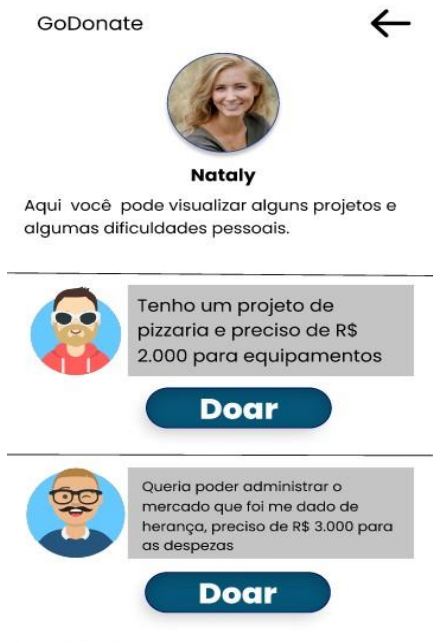 GoDonate
Nataly
Aqui você pode visualizar alguns projetos e
algumas dificuldades pessoais.
Tenho um projeto de
pizzaria e preciso de R$
2.000 para equipamentos
Doar
Queria poder administrar o
mercado que foi me dado de
herança, preciso de R$ 3.000 para
as despezas
Doar